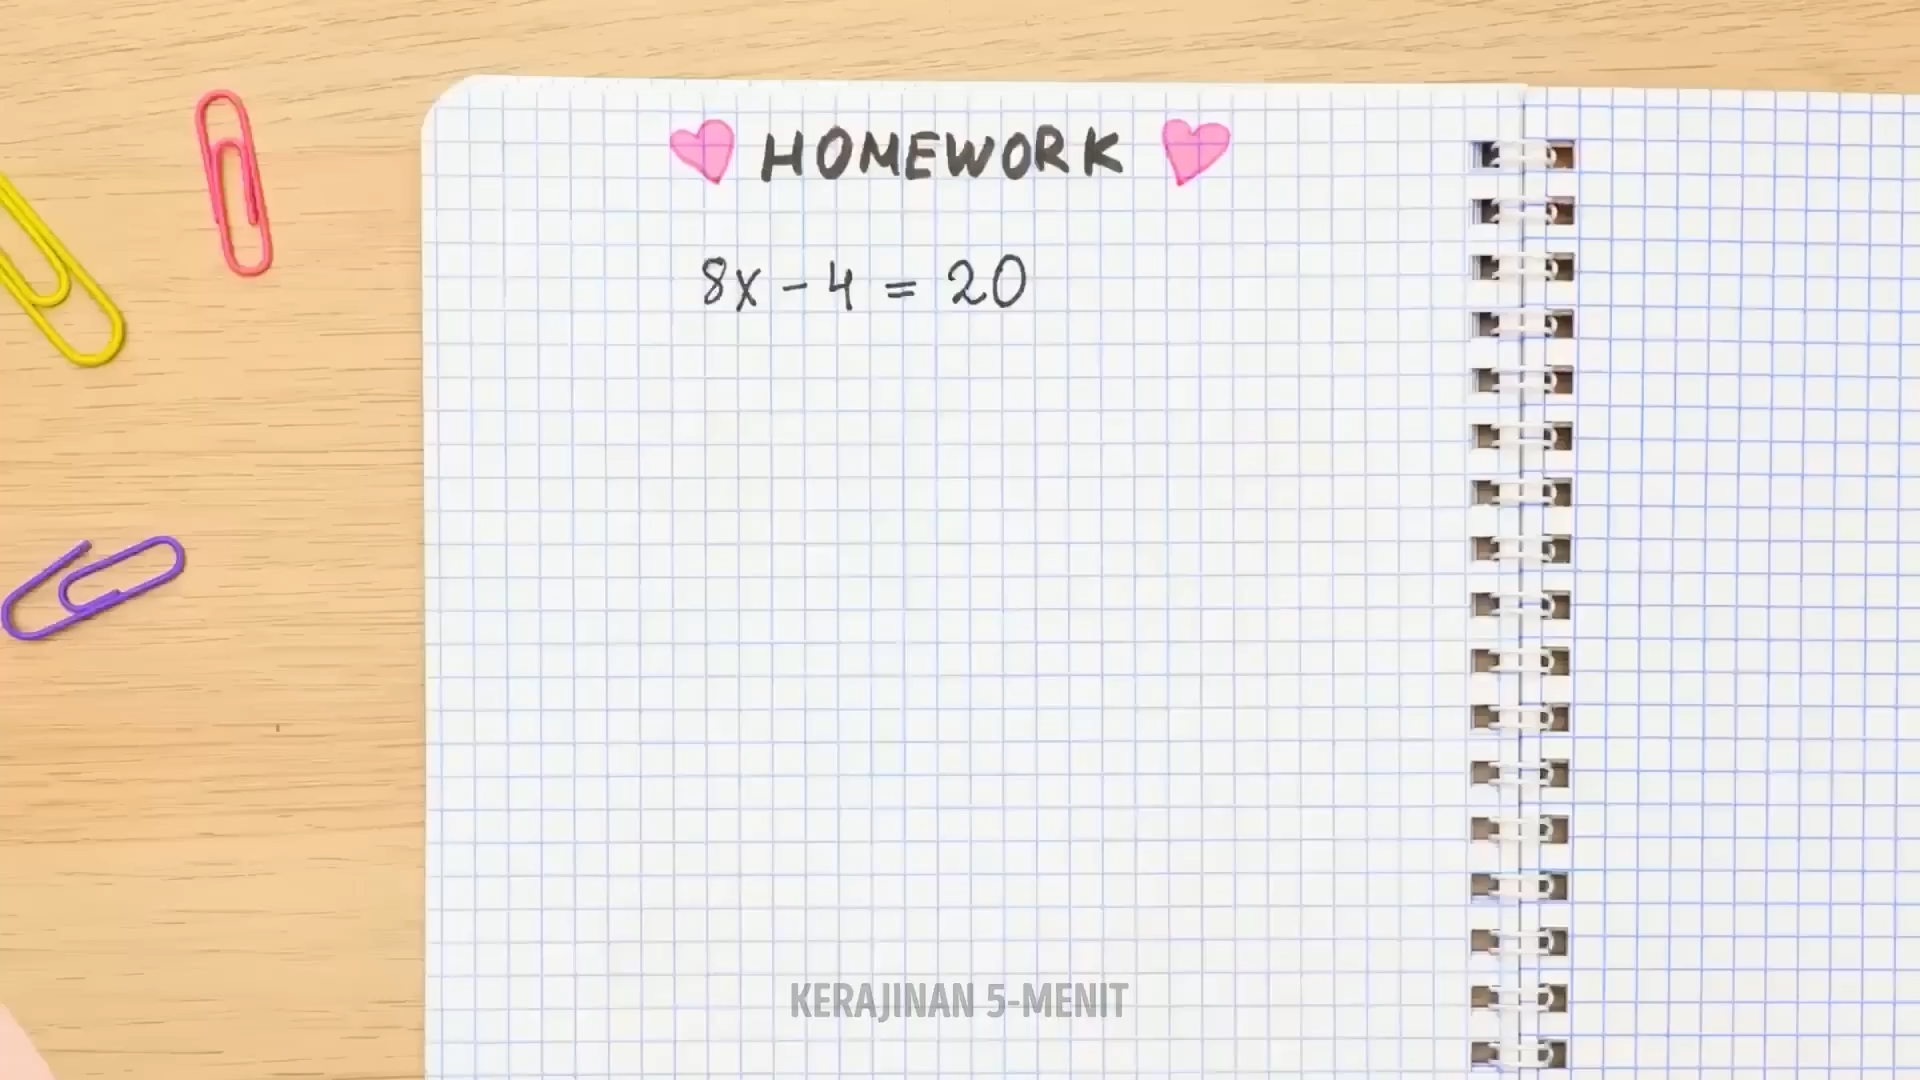 HOMEWORK
8x - 4 = 20
KERAJINAN 5-MENIT